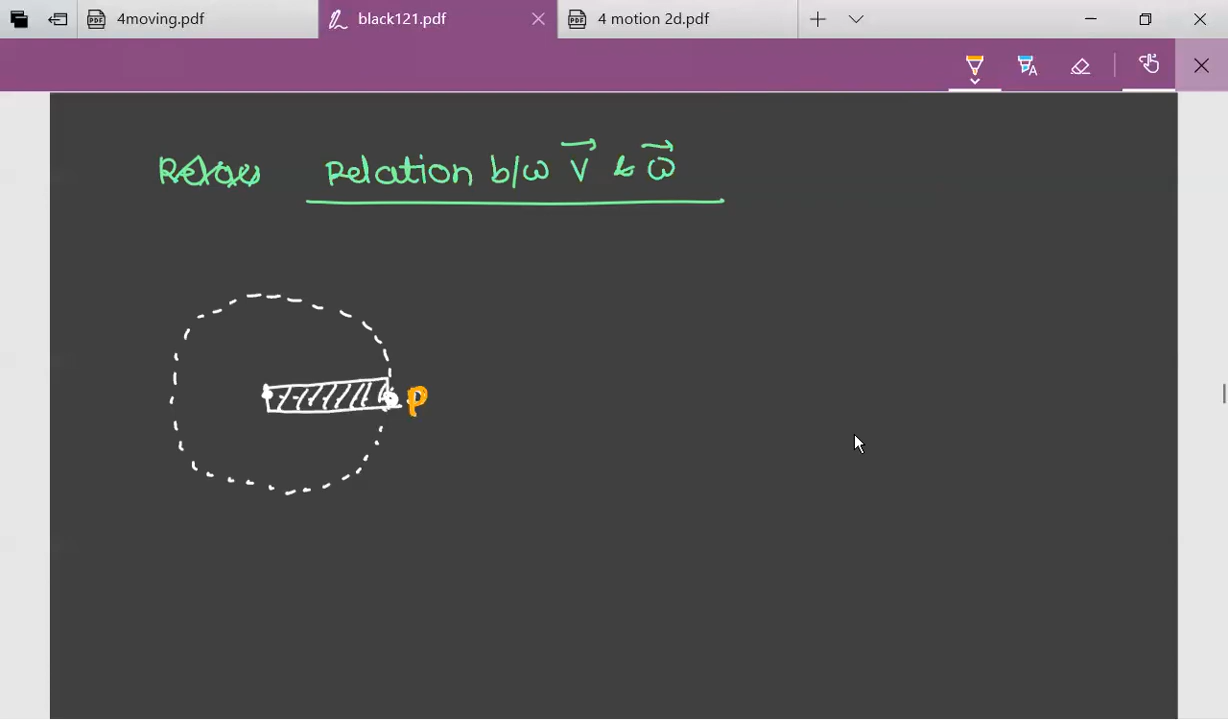 4moving.pdf black121.pdf 4 motion 2d.pdf
Relation b/w V & ω
P